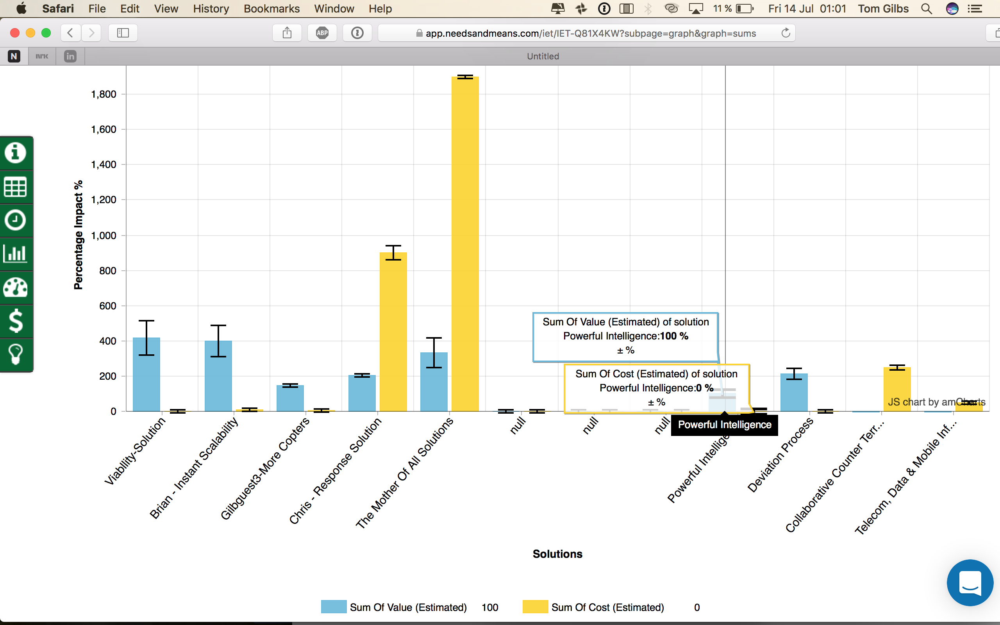 Safari File Edit View History Bookmarks Window Help 11 % Fri 14 Jul 01:01 Tom Gilbs
ABP app.needsandmeans.com/iet/IET-Q81X4KW?subpage=graph&graph=sums
N nrk in Untitled
Percentage Impact %
1,800
1,600
1,400
1,200
1,000
800
600
400
200
0
Sum Of Value (Estimated) of solution
Powerful Intelligence:100 %
± %
Sum Of Cost (Estimated) of solution
Powerful Intelligence:0 %
± %
JS chart by amCharts
Powerful Intelligence
Viability-Solution
Brian - Instant Scalability
Gilbguest3-More Copters
Chris - Response Solution
The Mother Of All Solutions
null
null
null
Powerful Intellige
Deviation Process
Collaborative Counter Terr...
Telecom, Data & Mobile Inf...
Solutions
Sum Of Value (Estimated) 100 Sum Of Cost (Estimated) 0